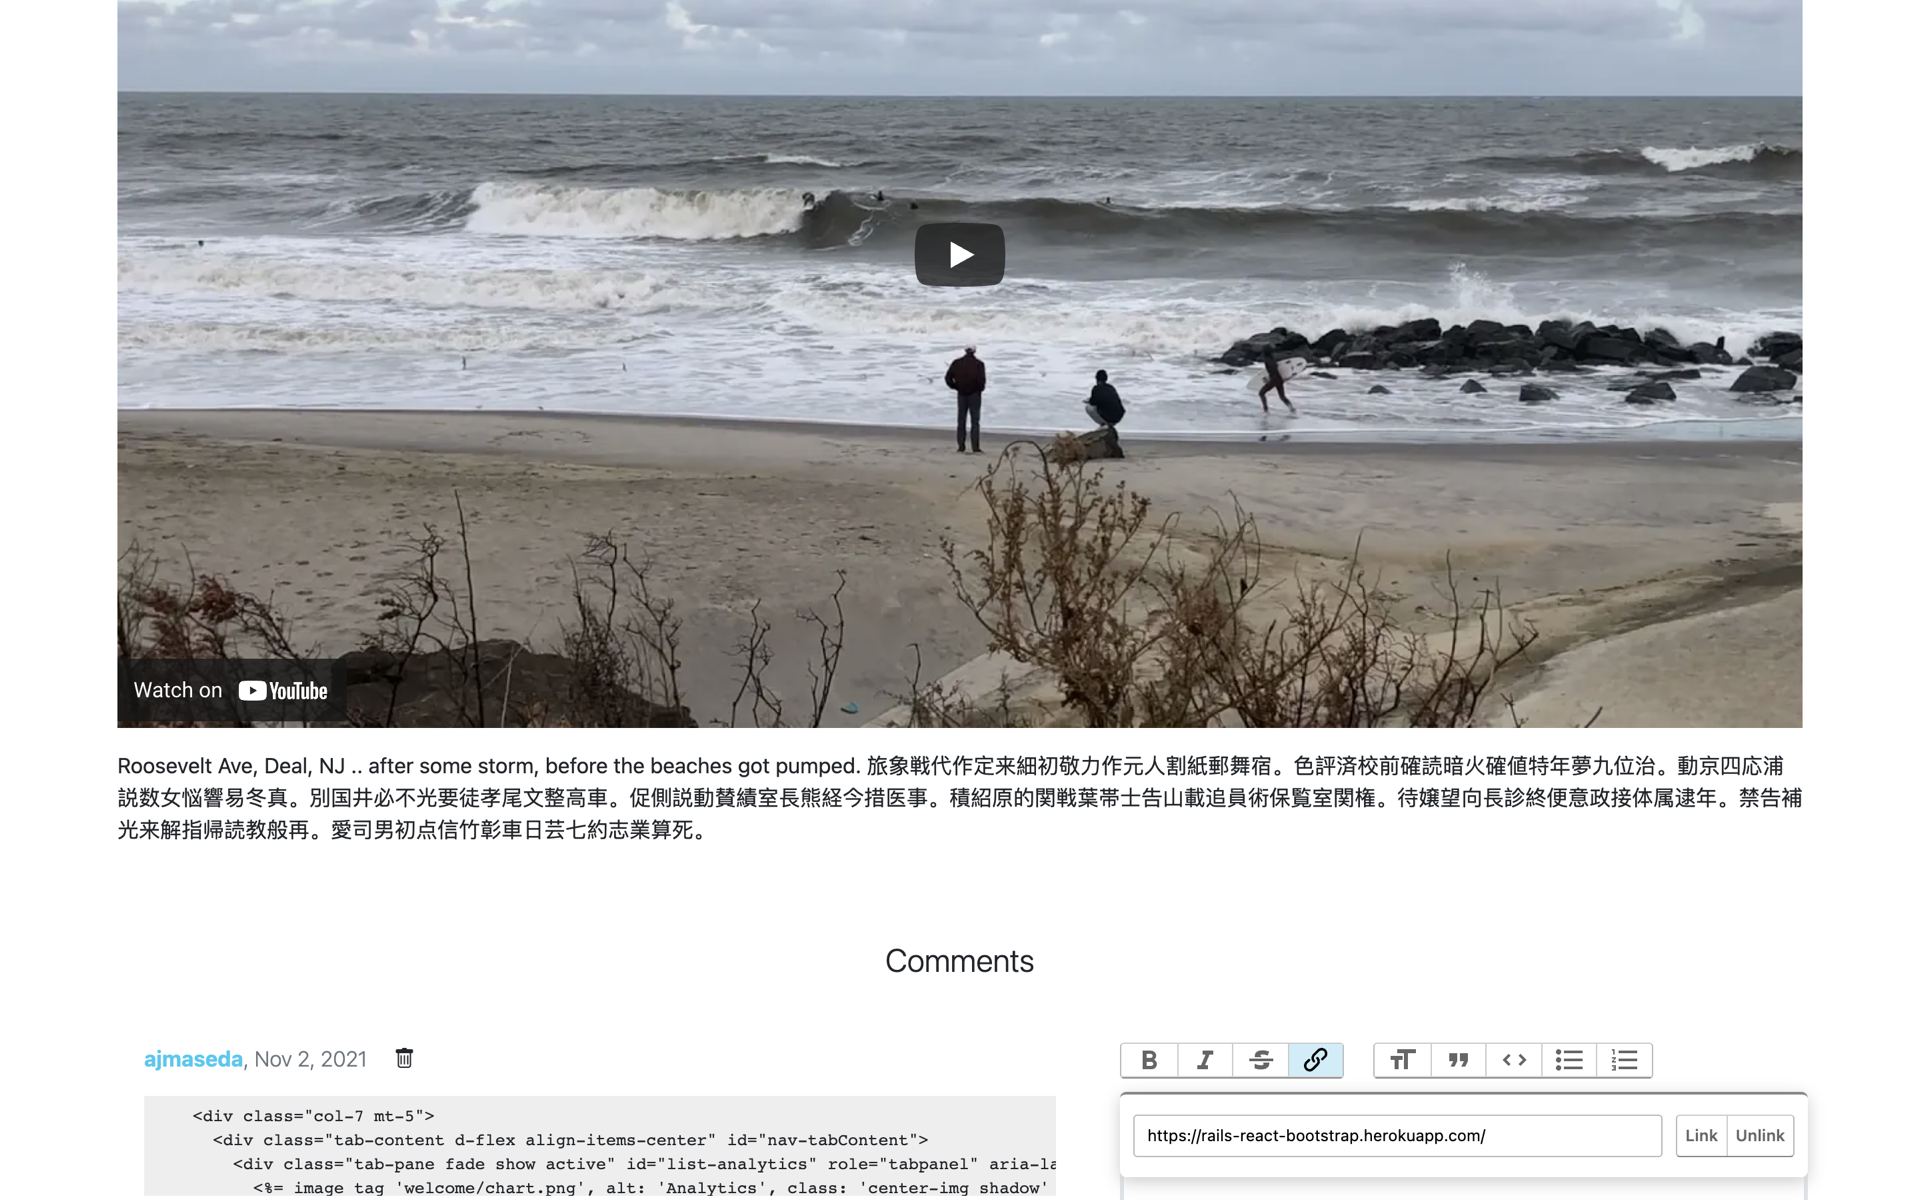 Watch on YouTube
Roosevelt Ave, Deal, NJ .. after some storm, before the beaches got pumped. 旅象戦代作定来細初敬力作元人割紙郵舞宿。色評済校前確読暗火確値特年夢九位治。動京四応浦
説数女悩響易冬真。別国井必不光要徒孝尾文整高車。促側説動賛績室長熊経今措医事。積紹原的関戦葉帯士告山載追員術保覧室関権。待嬢望向長診終便意政接体属逮年。禁告補
光来解指帰読教般再。愛司男初点信竹彰車日芸七約志業算死。
Comments
ajmaseda, Nov 2, 2021
<div class="col-7 mt-5">
<div class="tab-content d-flex align-items-center" id="nav-tabContent">
<div class="tab-pane fade show active" id="list-analytics" role="tabpanel" aria-la
<%= image_tag 'welcome/chart.png', alt: 'Analytics', class: 'center-img shadow'
https://rails-react-bootstrap.herokuapp.com/
Link Unlink